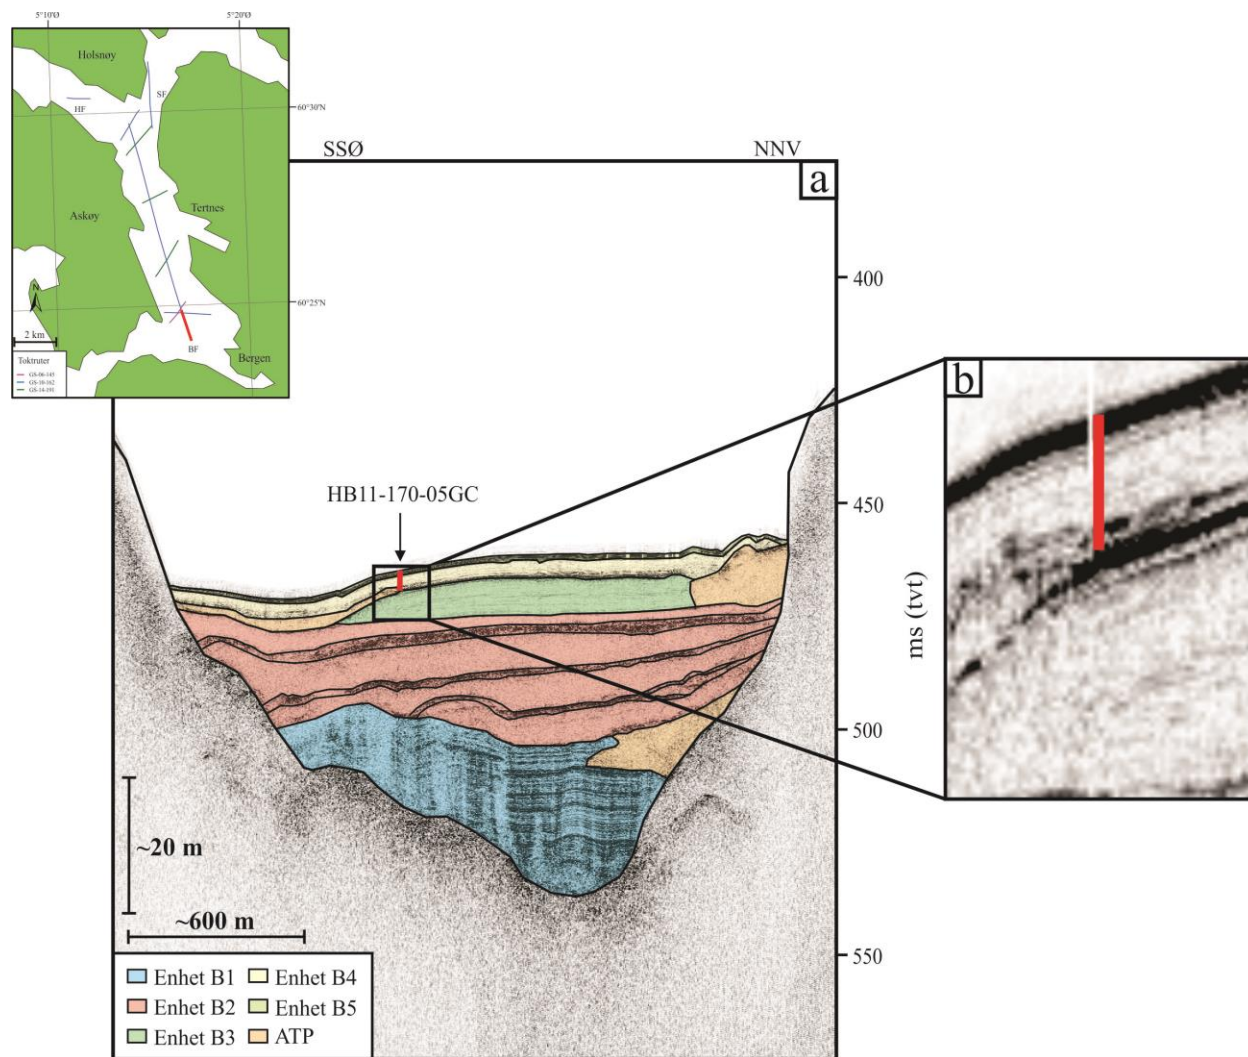 5°10'Ø 5°20'Ø
Holsnøy
HF
SF
60°30'N
Askøy
Tertnes
N
60°25'N
2 km
BF
Bergen
Toktruter
GS-06-145
GS-10-162
GS-14-191
SSØ NNV
a
400
HB11-170-05GC
450
500
550
ms (tvt)
b
~20 m
~600 m
Enhet B1 Enhet B4
Enhet B2 Enhet B5
Enhet B3 ATP